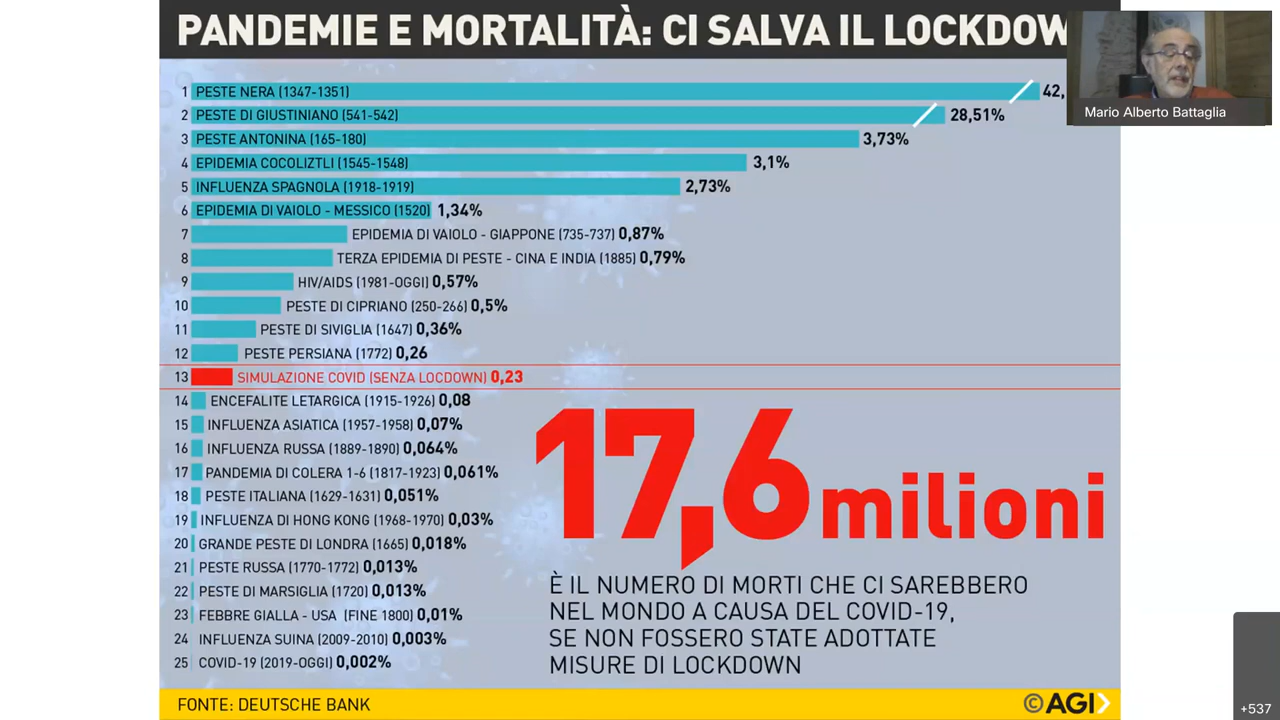 PANDEMIE E MORTALITÀ: CI SALVA IL LOCKDOW
Mario Alberto Battaglia
1 PESTE NERA (1347-1351) 42,
2 PESTE DI GIUSTINIANO (541-542) 28,51%
3 PESTE ANTONINA (165-180) 3,73%
4 EPIDEMIA COCOLIZTLI (1545-1548) 3,1%
5 INFLUENZA SPAGNOLA (1918-1919) 2,73%
6 EPIDEMIA DI VAIOLO - MESSICO (1520) 1,34%
7 EPIDEMIA DI VAIOLO - GIAPPONE (735-737) 0,87%
8 TERZA EPIDEMIA DI PESTE - CINA E INDIA (1885) 0,79%
9 HIV/AIDS (1981-OGGI) 0,57%
10 PESTE DI CIPRIANO (250-266) 0,5%
11 PESTE DI SIVIGLIA (1647) 0,36%
12 PESTE PERSIANA (1772) 0,26
13 SIMULAZIONE COVID (SENZA LOCDOWN) 0,23
14 ENCEFALITE LETARGICA (1915-1926) 0,08
15 INFLUENZA ASIATICA (1957-1958) 0,07%
16 INFLUENZA RUSSA (1889-1890) 0,064%
17 PANDEMIA DI COLERA 1-6 (1817-1923) 0,061%
18 PESTE ITALIANA (1629-1631) 0,051%
19 INFLUENZA DI HONG KONG (1968-1970) 0,03%
20 GRANDE PESTE DI LONDRA (1665) 0,018%
21 PESTE RUSSA (1770-1772) 0,013%
22 PESTE DI MARSIGLIA (1720) 0,013%
23 FEBBRE GIALLA - USA (FINE 1800) 0,01%
24 INFLUENZA SUINA (2009-2010) 0,003%
25 COVID-19 (2019-OGGI) 0,002%
17,6 milioni
È IL NUMERO DI MORTI CHE CI SAREBBERO
NEL MONDO A CAUSA DEL COVID-19,
SE NON FOSSERO STATE ADOTTATE
MISURE DI LOCKDOWN
FONTE: DEUTSCHE BANK
©AGI
+537